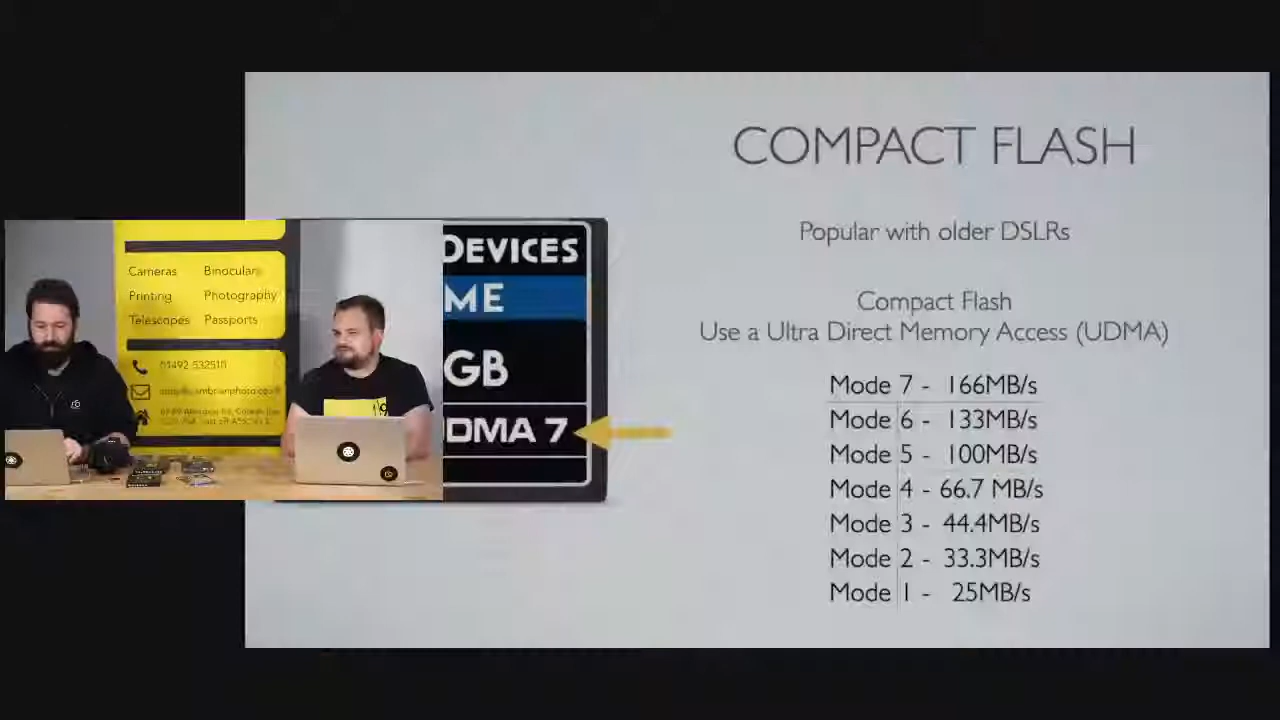 COMPACT FLASH
Popular with older DSLRs
Compact Flash
Use a Ultra Direct Memory Access (UDMA)
Mode 7 - 166MB/s
Mode 6 - 133MB/s
Mode 5 - 100MB/s
Mode 4 - 66.7 MB/s
Mode 3 - 44.4MB/s
Mode 2 - 33.3MB/s
Mode 1 - 25MB/s
DEVICES
ME
GB
DMA 7
Cameras Binoculars
Printing Photography
Telescopes Passports
01492 532510